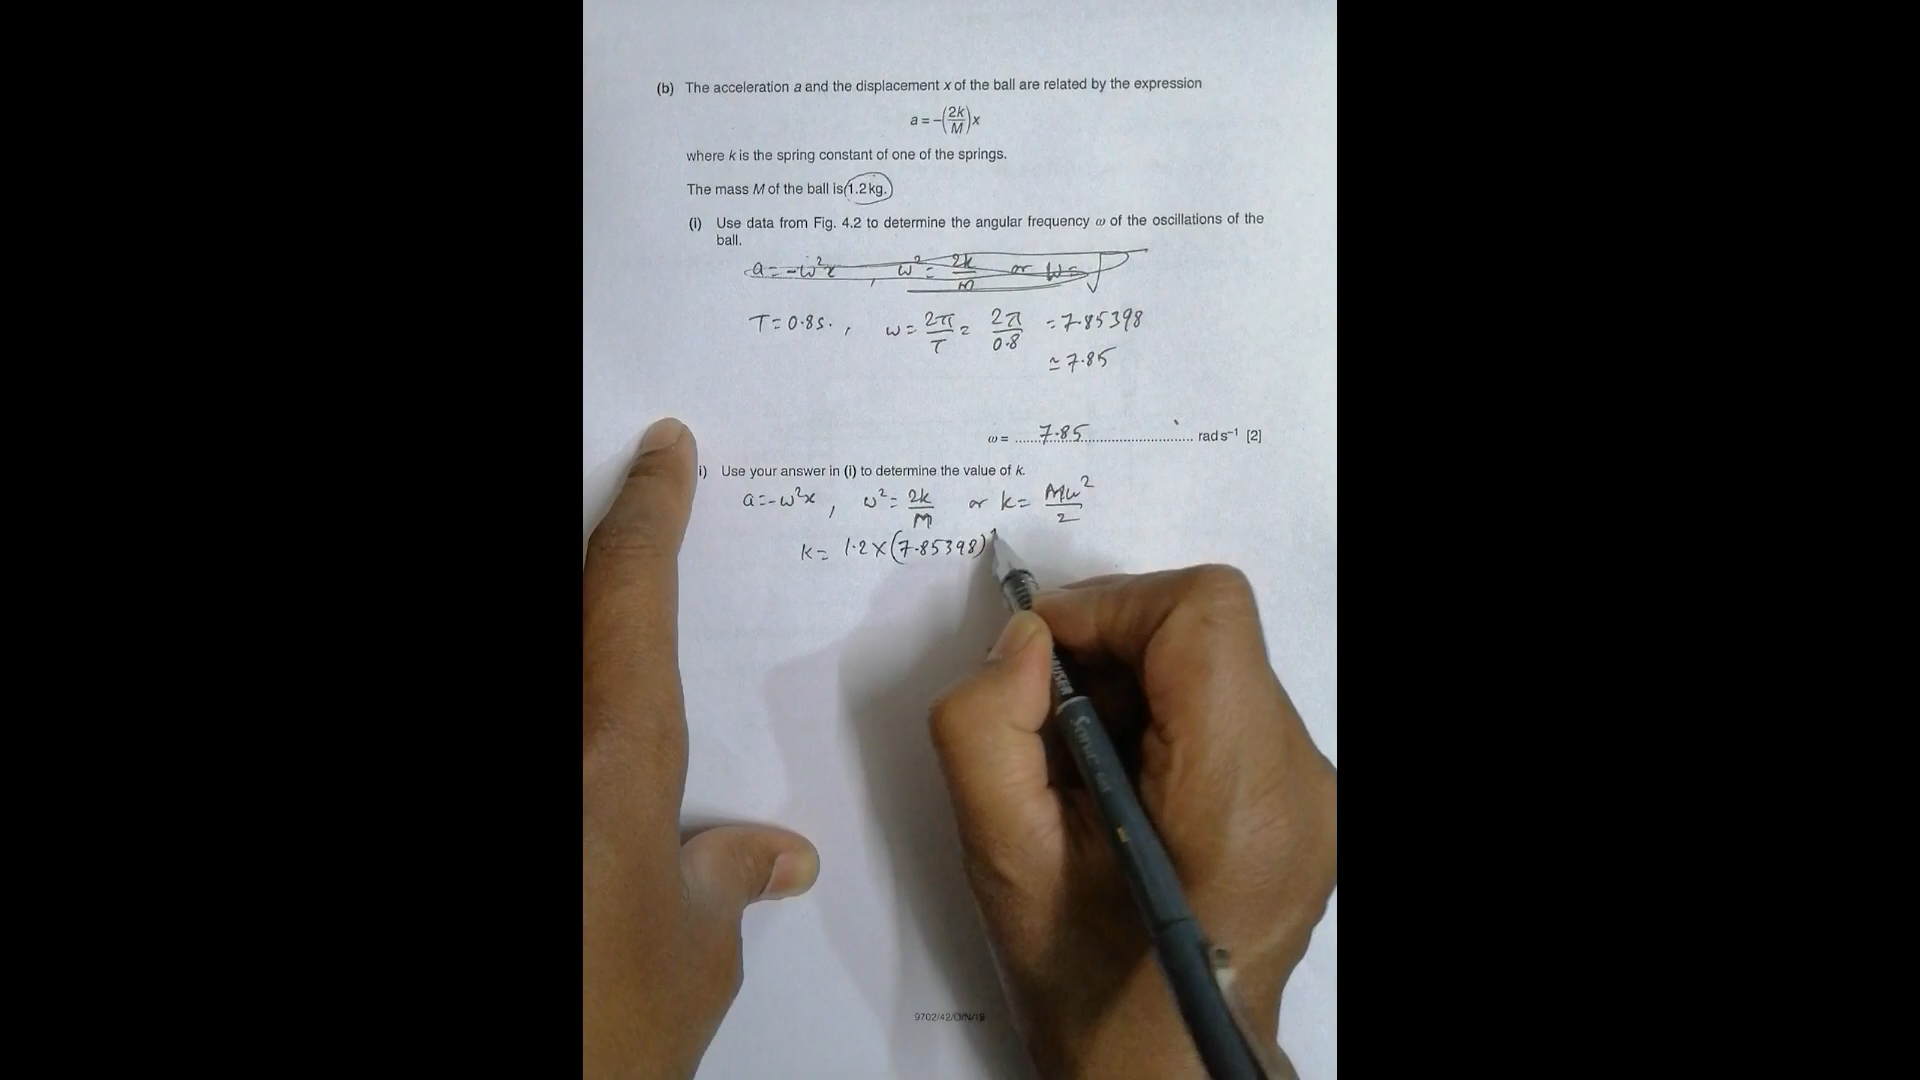 (b) The acceleration a and the displacement x of the ball are related by the expression
a = -(2k/M)x
where k is the spring constant of one of the springs.
The mass M of the ball is 1.2 kg.
(i) Use data from Fig. 4.2 to determine the angular frequency ω of the oscillations of the
ball.
a = -ω²x , ω² = 2k/m or ω =
T = 0.8s. , ω = 2π/T = 2π/0.8 = 7.85398
≃ 7.85
ω = ....... 7.85 ....... rad s⁻¹ [2]
i) Use your answer in (i) to determine the value of k.
a = -ω²x , ω² = 2k/M or k = Mω²/2
k = 1.2 × (7.85398)
9702/42/O/N/19